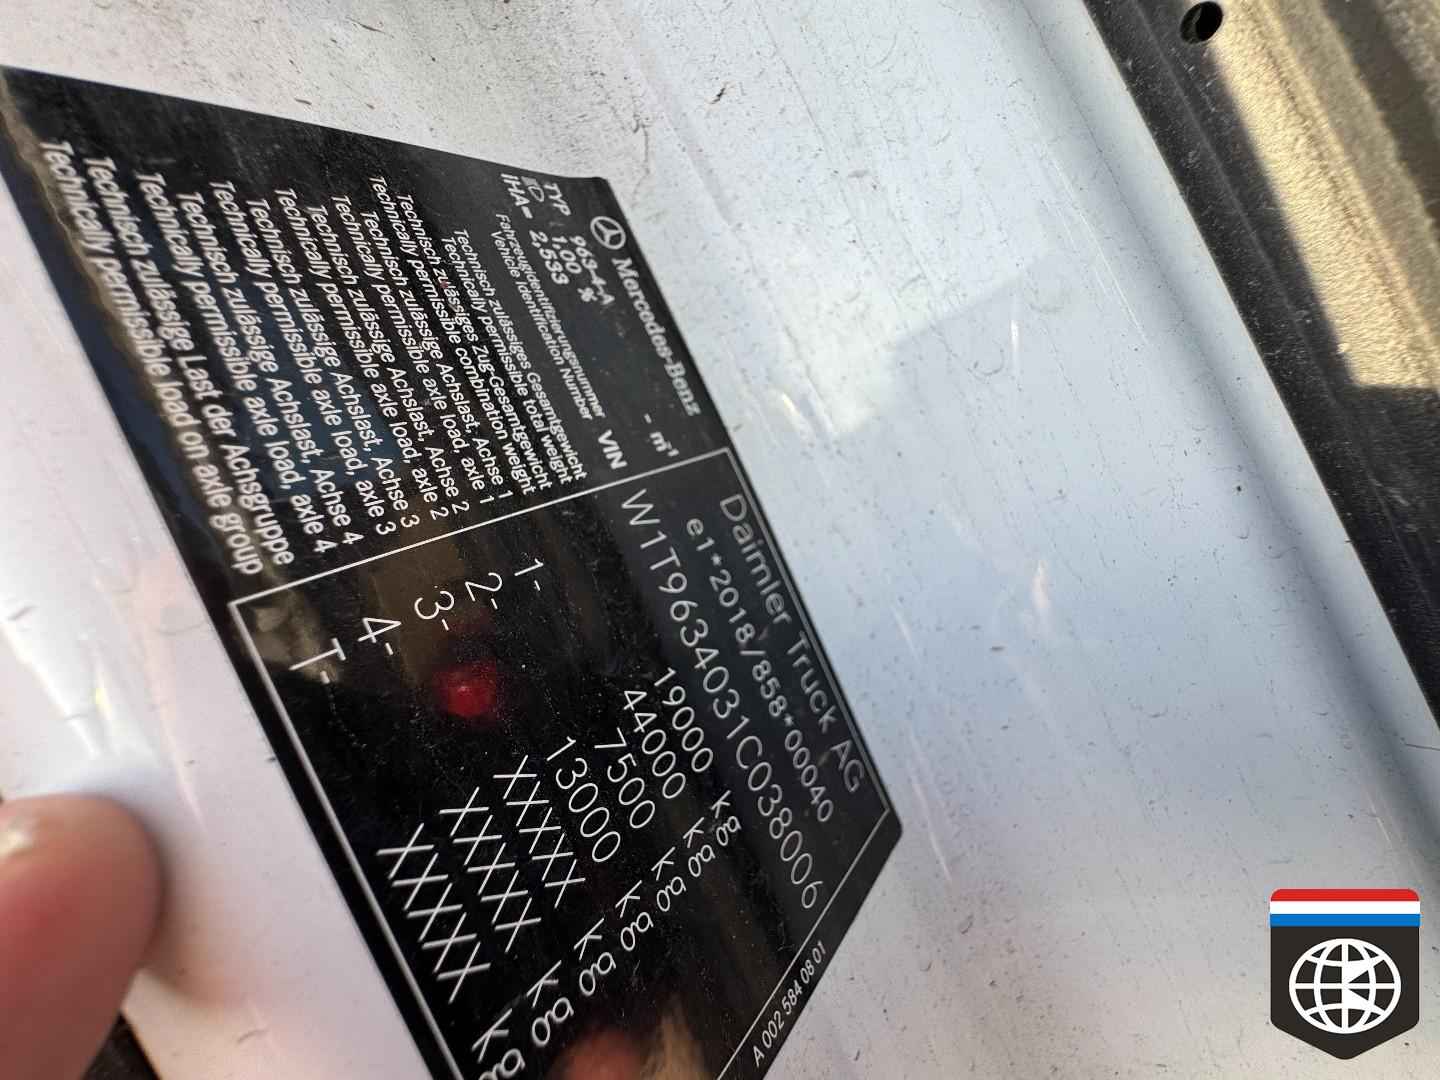 Mercedes-Benz
TYP 963-4-A
1,00 %
iHA= 2,533
- m¹
Daimler Truck AG
e1*2018/858*00040
Fahrzeugidentifizierungsnummer
Vehicle Identification Number VIN
W1T96340310C038006
Technisch zulässiges Gesamtgewicht
Technically permissible total weight
19000 kg
Technisch zulässiges Zug-Gesamtgewicht
Technically permissible combination weight
44000 kg
Technisch zulässige Achslast, Achse 1
Technically permissible axle load, axle 1
1- 7500 kg
Technisch zulässige Achslast, Achse 2
Technically permissible axle load, axle 2
2- 13000 kg
Technisch zulässige Achslast, Achse 3
Technically permissible axle load, axle 3
3- XXXXX kg
Technisch zulässige Achslast, Achse 4
Technically permissible axle load, axle 4
4- XXXXX kg
Technisch zulässige Last der Achsgruppe
Technically permissible load on axle group
T- XXXXX kg
A 002 584 08 01